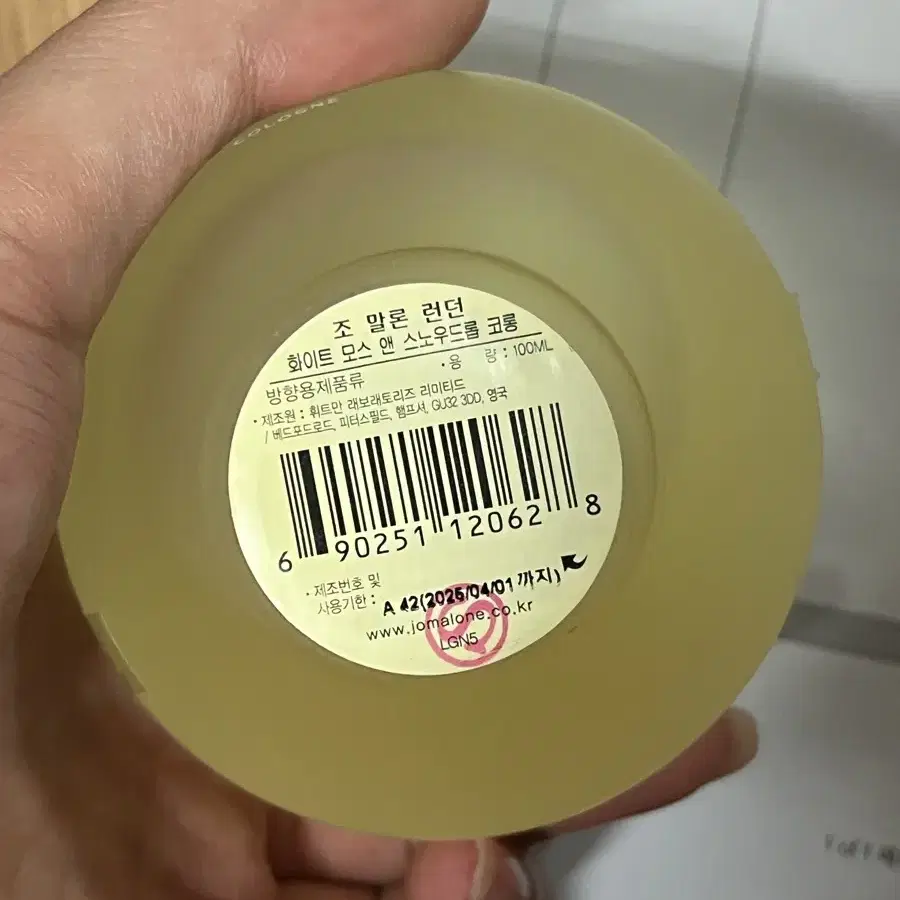 COLOGNE
조 말론 런던
화이트 모스 앤 스노우드롭 코롱
·용 량 : 100ML
방향용제품류
·제조원 : 휘트만 래보래토리즈 리미티드
/ 베드포드로드, 피터스필드, 햄프셔, GU32 3DD, 영국
6 90251 12062 8
·제조번호 및
사용기한 : A 42(2025/04/01 까지)
www.jomalone.co.kr
LGN5